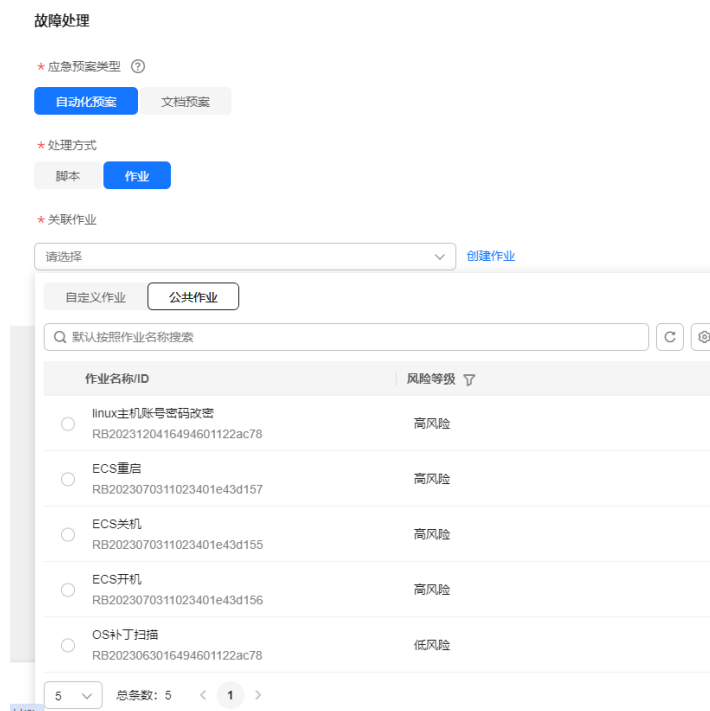 故障处理
* 应急预案类型 ?
自动化预案 文档预案
* 处理方式
脚本 作业
* 关联作业
请选择 创建作业
自定义作业 公共作业
默认按照作业名称搜索
作业名称/ID 风险等级
linux主机账号密码改密
RB2023120416494601122ac78
高风险
ECS重启
RB2023070311023401e43d157
高风险
ECS关机
RB2023070311023401e43d155
高风险
ECS开机
RB2023070311023401e43d156
高风险
OS补丁扫描
RB2023063016494601122ac78
低风险
5 总条数：5 < 1 >